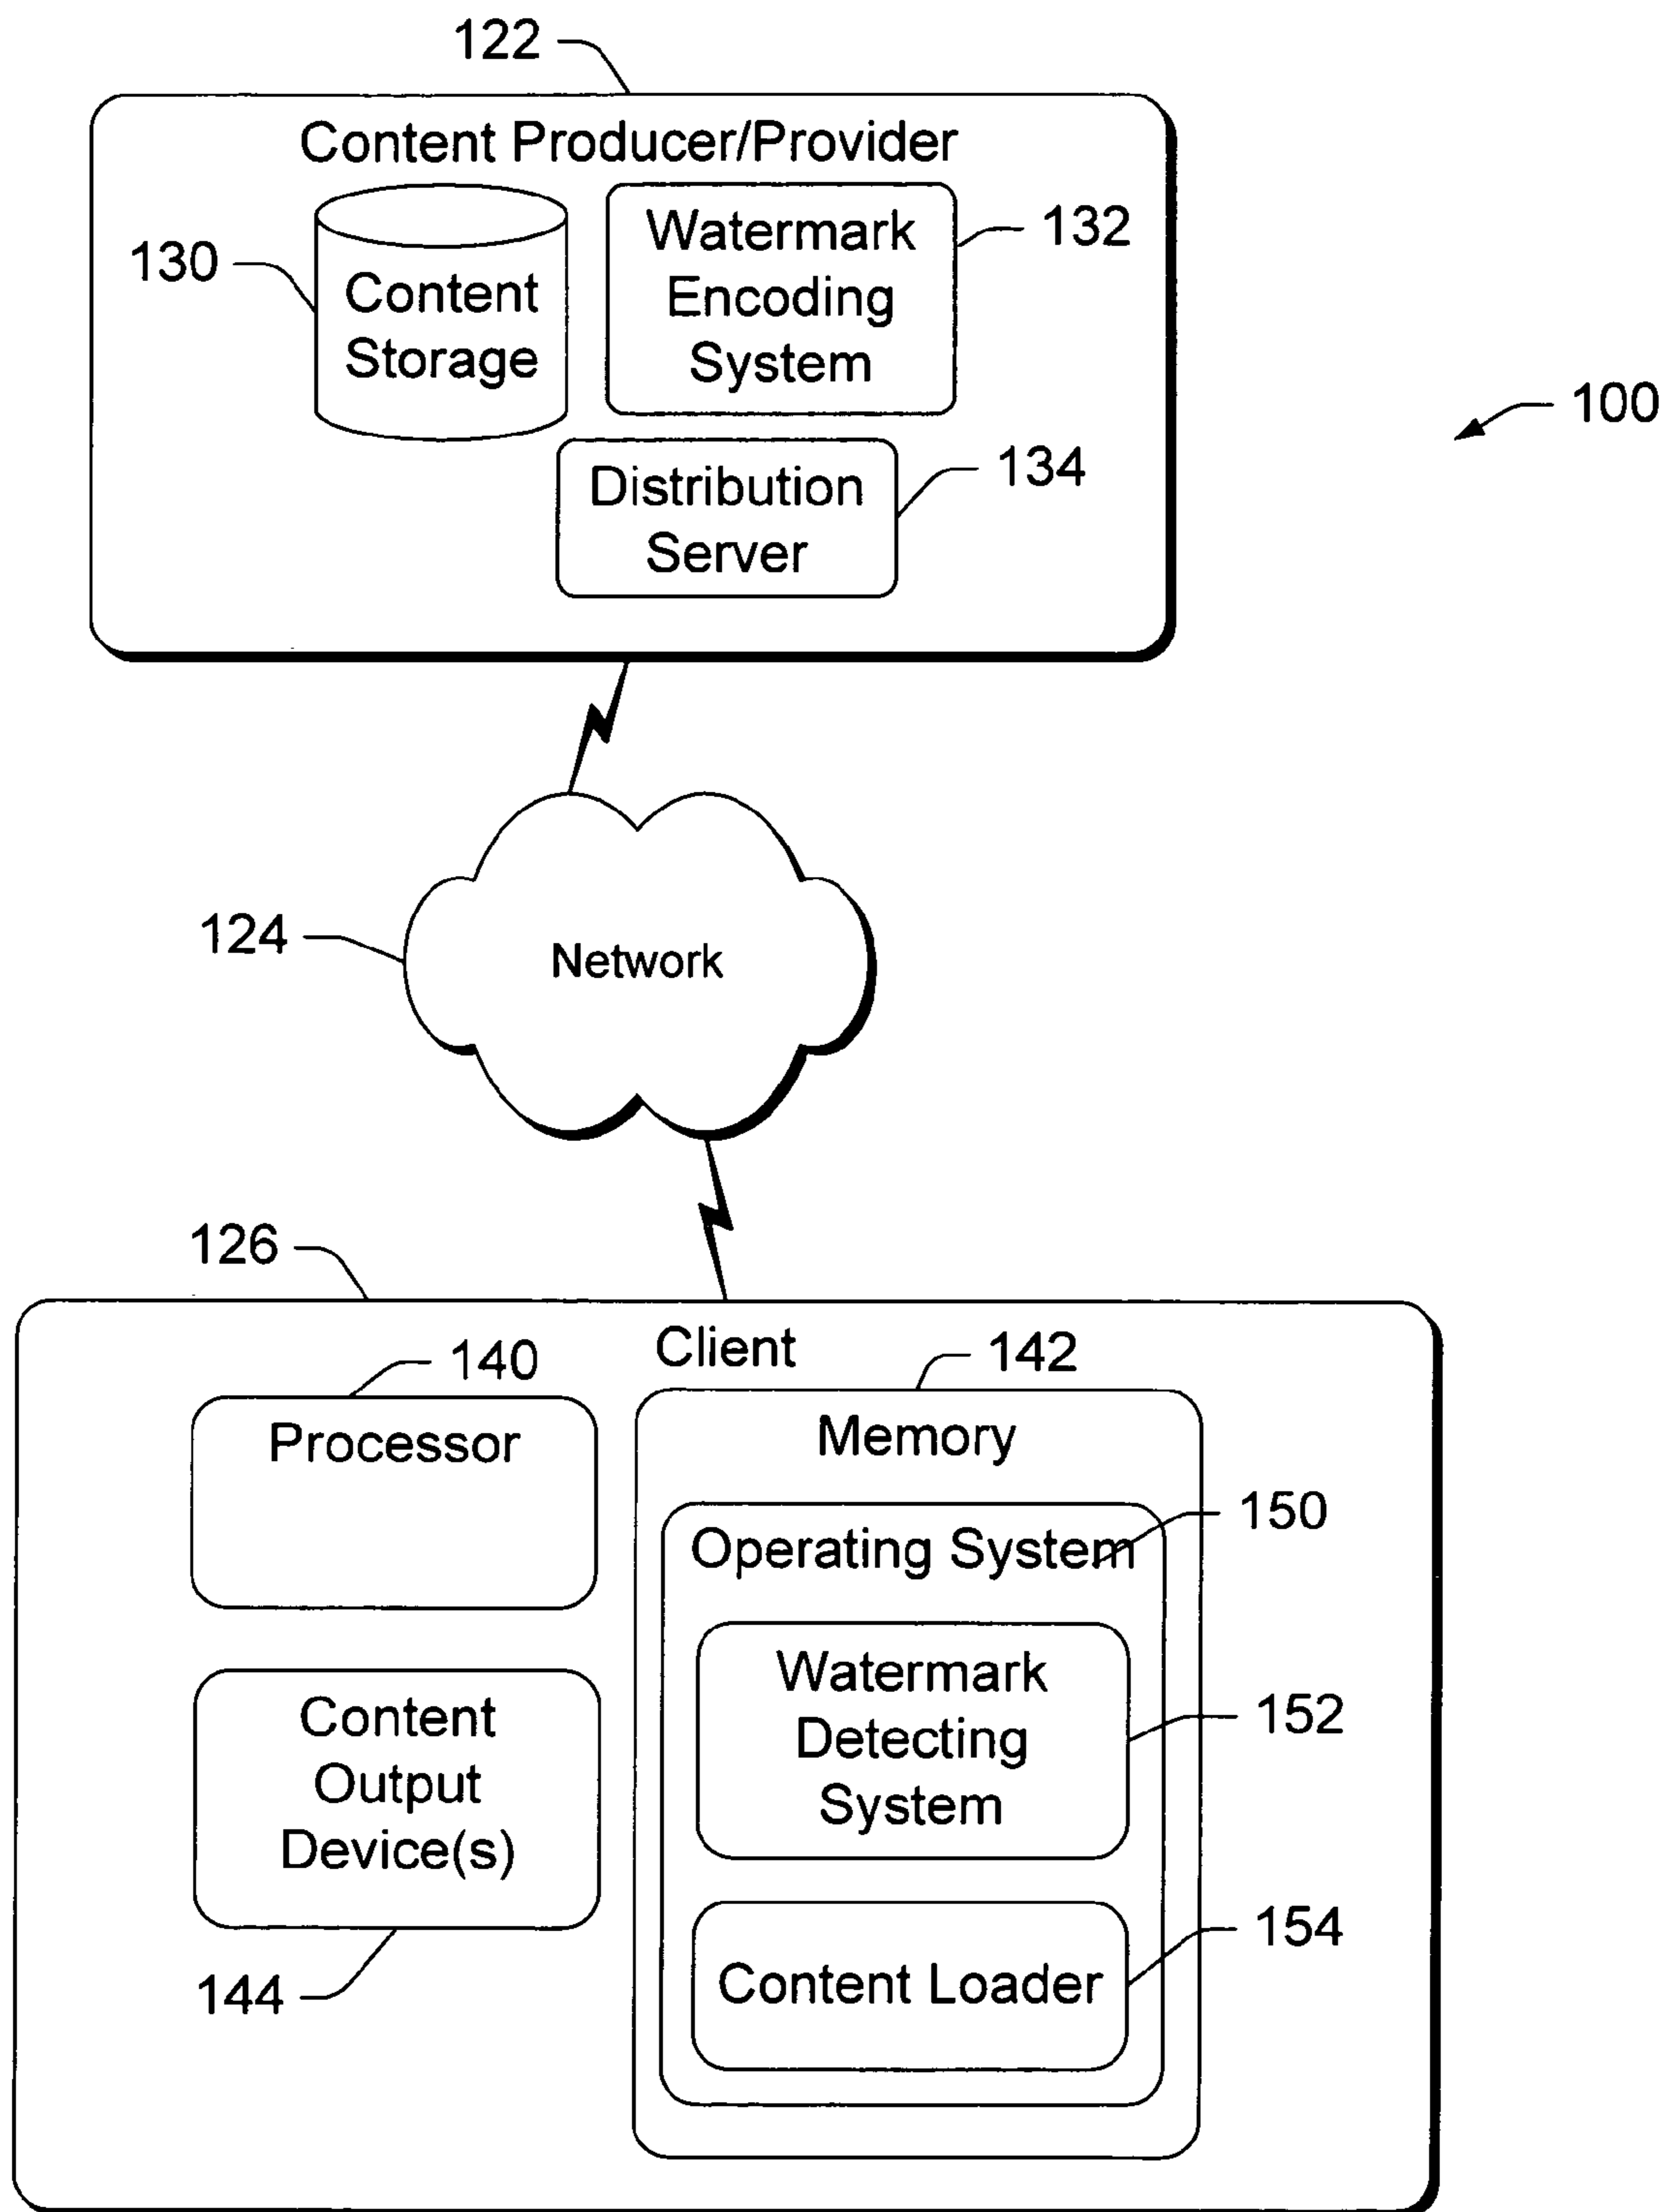 122
Content Producer/Provider
130
Content
Storage
Watermark
Encoding
System
132
100
Distribution
Server
134
124
Network
126
Client
140
Processor
142
Memory
Operating System
150
Watermark
Detecting
System
152
Content
Output
Device(s)
144
Content Loader
154